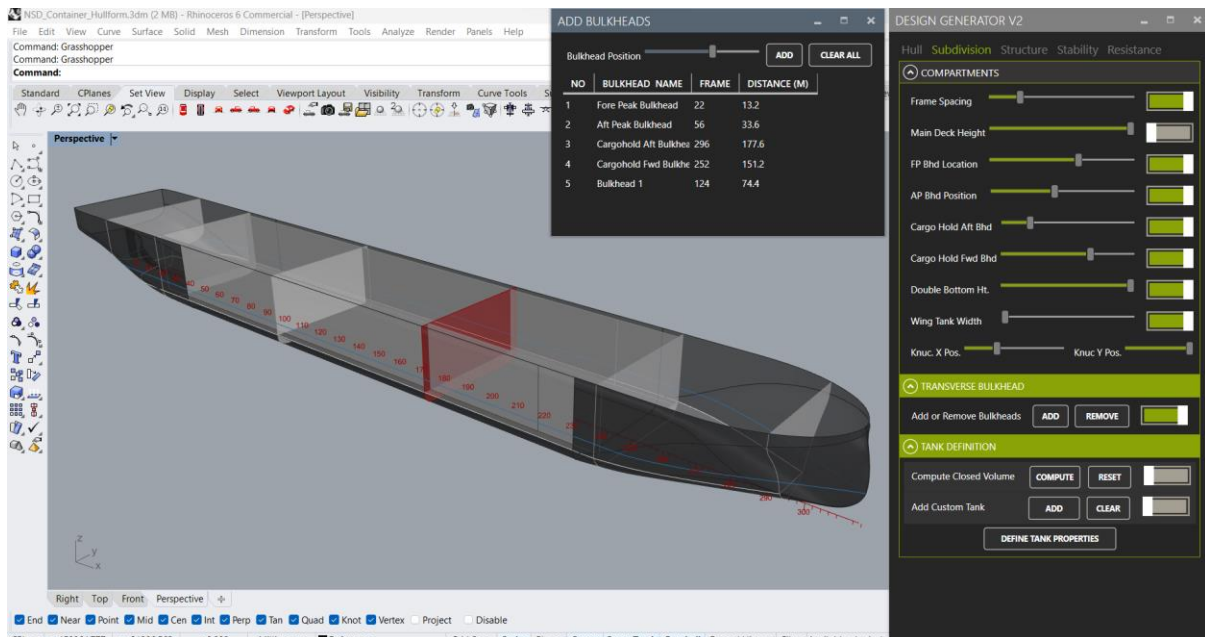 NSD_Container_Hullform.3dm (2 MB) - Rhinoceros 6 Commercial - [Perspective]
File Edit View Curve Surface Solid Mesh Dimension Transform Tools Analyze Render Panels Help
Command: Grasshopper
Command: Grasshopper
Command:
Standard CPlanes Set View Display Select Viewport Layout Visibility Transform Curve Tools
Perspective
40 50 60 70 80 90 100 110 120 130 140 150 160 180 190 200 210 220
290 300
z
y
x
Right Top Front Perspective
End Near Point Mid Cen Int Perp Tan Quad Knot Vertex Project Disable
ADD BULKHEADS
Bulkhead Position ADD CLEAR ALL
NO BULKHEAD NAME FRAME DISTANCE (M)
1 Fore Peak Bulkhead 22 13.2
2 Aft Peak Bulkhead 56 33.6
3 Cargohold Aft Bulkhea 296 177.6
4 Cargohold Fwd Bulkhe 252 151.2
5 Bulkhead 1 124 74.4
DESIGN GENERATOR V2
Hull Subdivision Structure Stability Resistance
COMPARTMENTS
Frame Spacing
Main Deck Height
FP Bhd Location
AP Bhd Position
Cargo Hold Aft Bhd
Cargo Hold Fwd Bhd
Double Bottom Ht.
Wing Tank Width
Knuc. X Pos. Knuc Y Pos.
TRANSVERSE BULKHEAD
Add or Remove Bulkheads ADD REMOVE
TANK DEFINITION
Compute Closed Volume COMPUTE RESET
Add Custom Tank ADD CLEAR
DEFINE TANK PROPERTIES